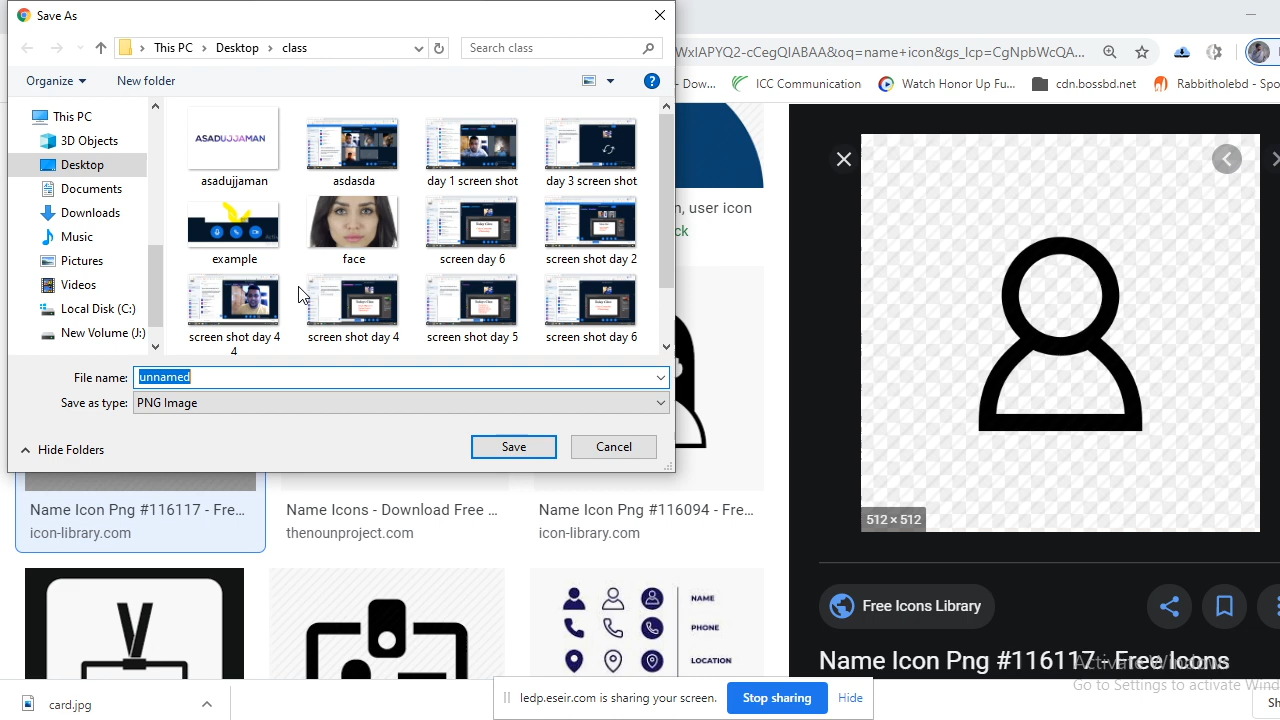 Save As
WxIAPYQ2-cCegQIABAA&oq=name+icon&gs_lcp=CgNpbWcQA...
This PC
Desktop
class
Search class
Organize
New folder
- Dow...
ICC Communication
Watch Honor Up Fu...
cdn.bossbd.net
Rabbitholebd - Spo
This PC
3D Objects
Desktop
Documents
Downloads
Music
Pictures
Videos
Local Disk (C:)
New Volume (J:)
ASADUJJAMAN
asadujjaman
asdasda
day 1 screen shot
day 3 screen shot
example
face
screen day 6
screen shot day 2
screen shot day 4
4
screen shot day 4
screen shot day 5
screen shot day 6
n, user icon
ck
File name:
unnamed
Save as type:
PNG Image
Hide Folders
Save
Cancel
512 × 512
Name Icon Png #116117 - Fre...
icon-library.com
Name Icons - Download Free ...
thenounproject.com
Name Icon Png #116094 - Fre...
icon-library.com
NAME
PHONE
LOCATION
Free Icons Library
Name Icon Png #116117 - Free Icons
Activate Windows
Go to Settings to activate Wind
card.jpg
ledp.eseir.com is sharing your screen.
Stop sharing
Hide
Sh